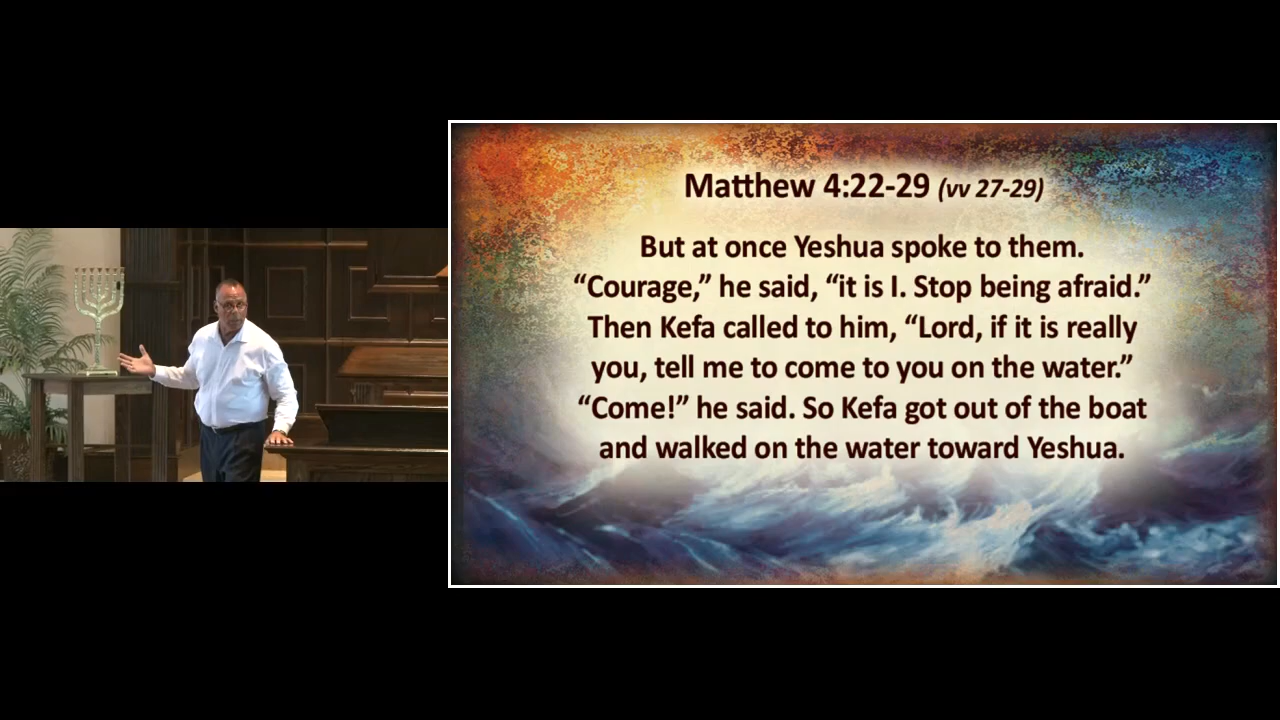 Matthew 4:22-29 (vv 27-29)
But at once Yeshua spoke to them.
“Courage,” he said, “it is I. Stop being afraid.”
Then Kefa called to him, “Lord, if it is really
you, tell me to come to you on the water.”
“Come!” he said. So Kefa got out of the boat
and walked on the water toward Yeshua.